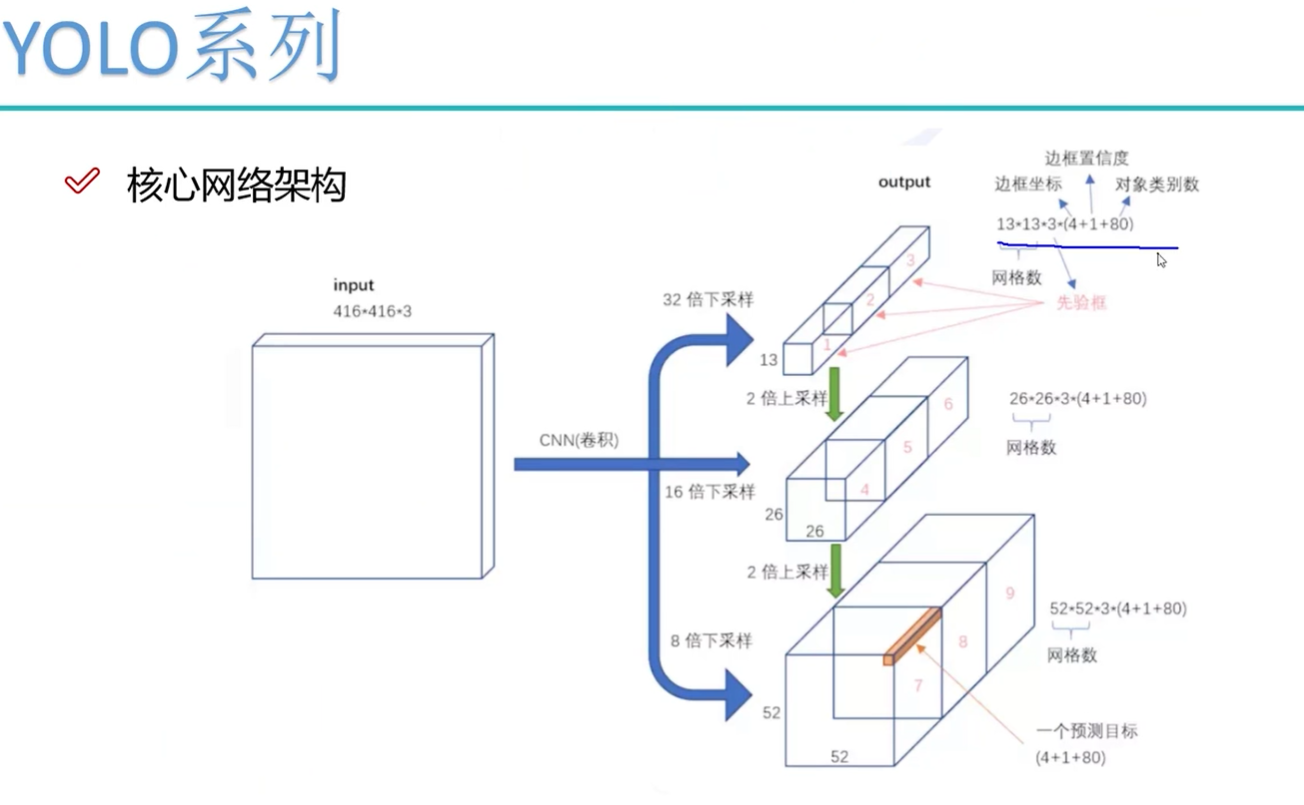 YOLO系列
核心网络架构
input
416*416*3
CNN(卷积)
32 倍下采样
16 倍下采样
8 倍下采样
output
边框置信度
边框坐标
对象类别数
13*13*3*(4+1+80)
网格数
先验框
3
2
1
13
2 倍上采样
6
5
4
26
26
26*26*3*(4+1+80)
网格数
2 倍上采样
9
8
7
52
52
52*52*3*(4+1+80)
网格数
一个预测目标
(4+1+80)